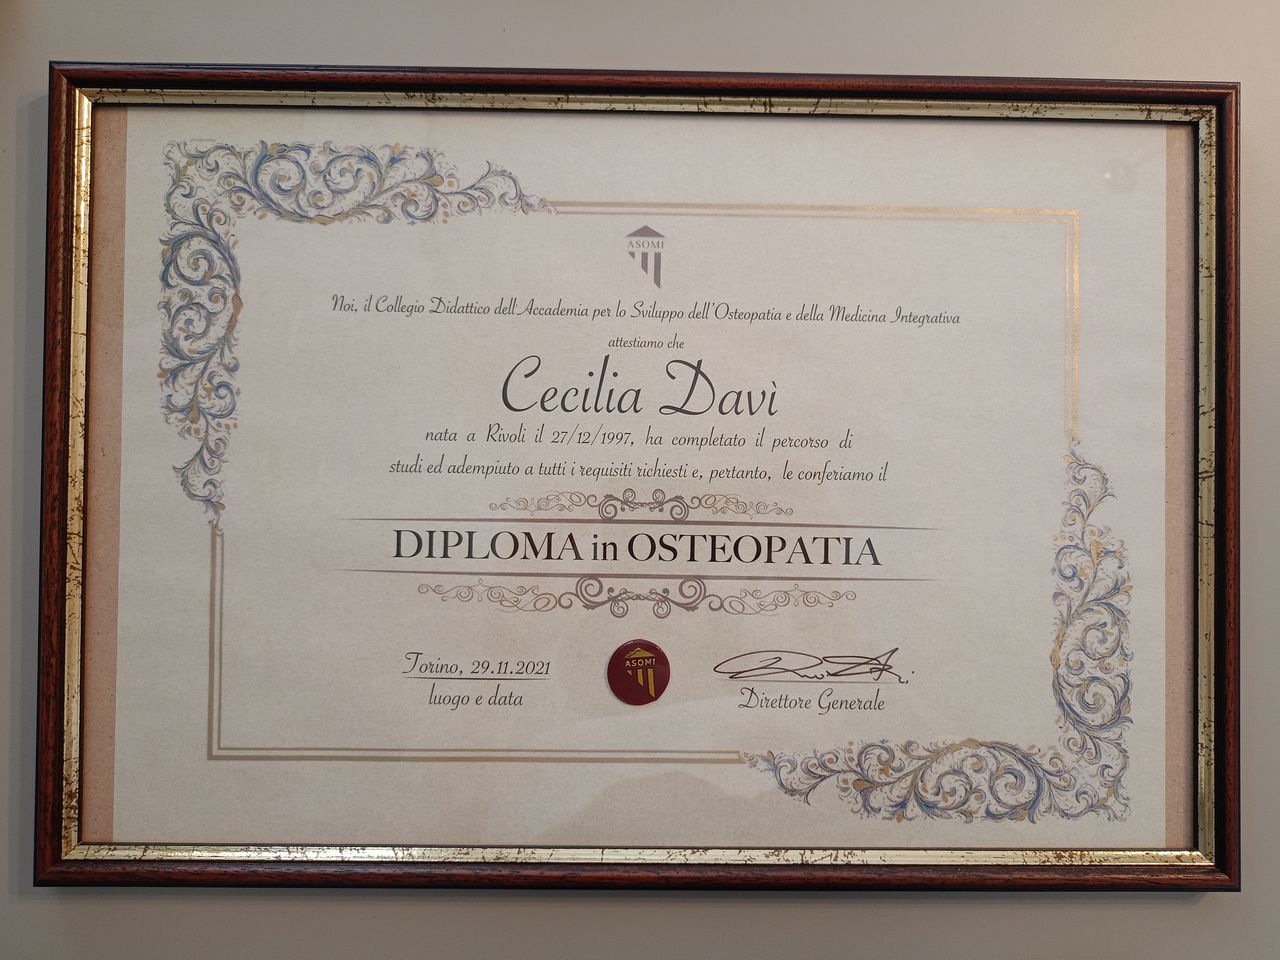 ASOMI
Noi, il Collegio Didattico dell'Accademia per lo Sviluppo dell'Osteopatia e della Medicina Integrativa
attestiamo che
Cecilia Davì
nata a Rivoli il 27/12/1997, ha completato il percorso di
studi ed adempiuto a tutti i requisiti richiesti e, pertanto, le conferiamo il
DIPLOMA in OSTEOPATIA
Torino, 29.11.2021
luogo e data
ASOMI
Direttore Generale